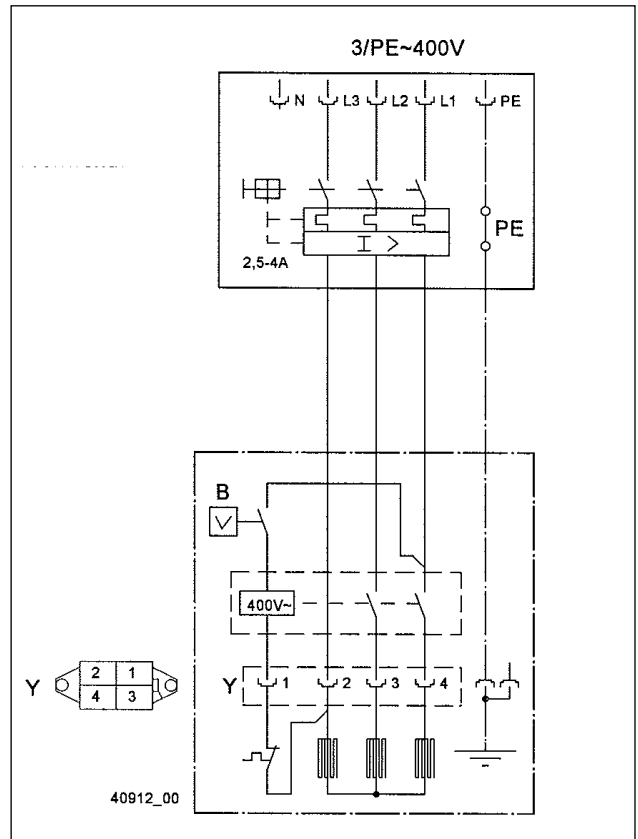 3/PE~400V
N L3 L2 L1 PE
PE
I >
2,5-4A
B
400V~
2 1
Y 4 3
Y 1 2 3 4
40912_00